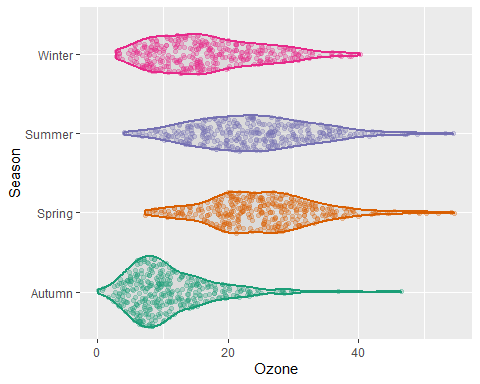 Winter
Summer
Spring
Autumn
Season
0
20
40
Ozone